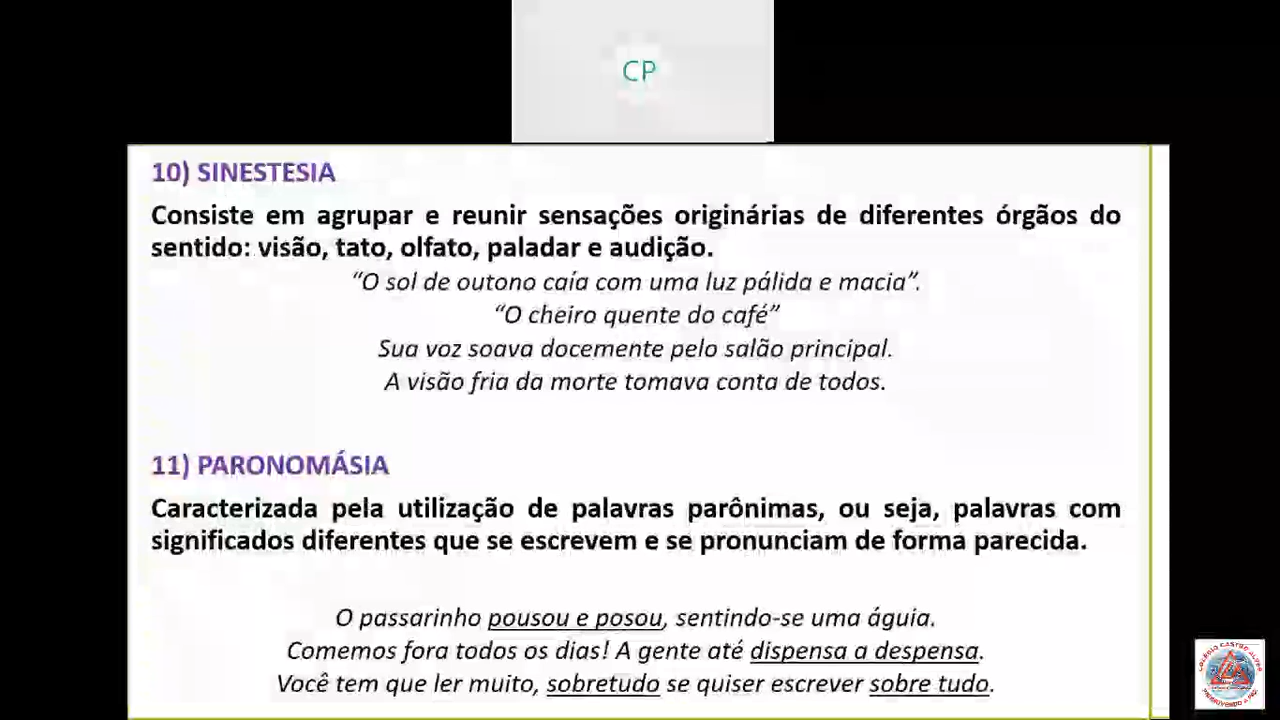 CP
10) SINESTESIA
Consiste em agrupar e reunir sensações originárias de diferentes órgãos do
sentido: visão, tato, olfato, paladar e audição.
“O sol de outono caía com uma luz pálida e macia”.
“O cheiro quente do café”
Sua voz soava docemente pelo salão principal.
A visão fria da morte tomava conta de todos.
11) PARONOMÁSIA
Caracterizada pela utilização de palavras parônimas, ou seja, palavras com
significados diferentes que se escrevem e se pronunciam de forma parecida.
O passarinho pousou e posou, sentindo-se uma águia.
Comemos fora todos os dias! A gente até dispensa a despensa.
Você tem que ler muito, sobretudo se quiser escrever sobre tudo.
COLÉGIO CASTRO ALVES